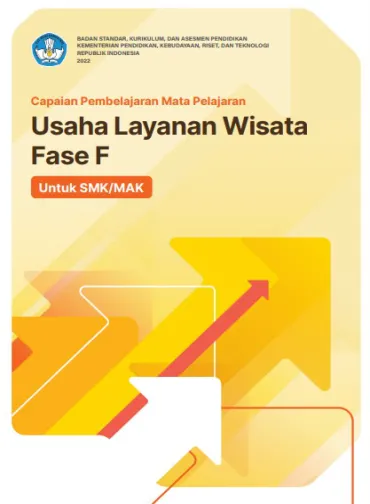 BADAN STANDAR, KURIKULUM, DAN ASESMEN PENDIDIKAN
KEMENTERIAN PENDIDIKAN, KEBUDAYAAN, RISET, DAN TEKNOLOGI
REPUBLIK INDONESIA
2022
Capaian Pembelajaran Mata Pelajaran
Usaha Layanan Wisata
Fase F
Untuk SMK/MAK